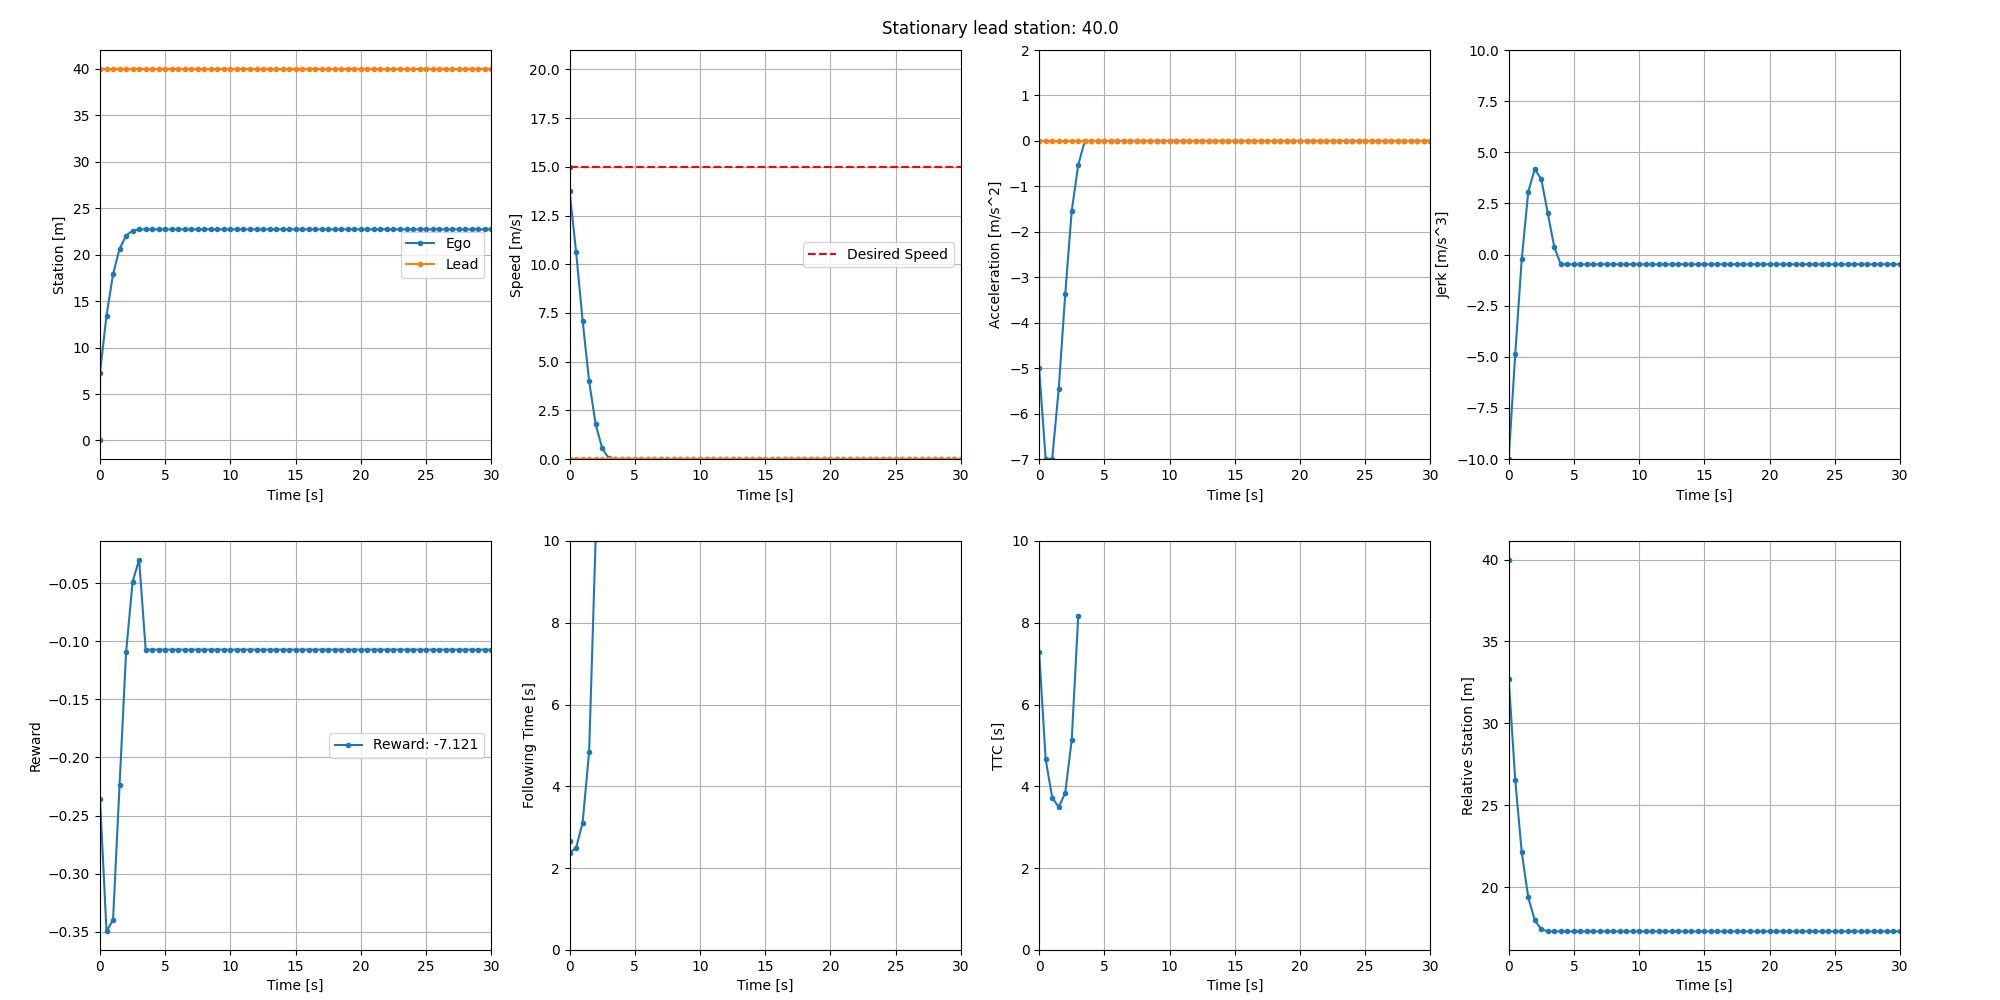 Stationary lead station: 40.0
Station [m]
40
35
30
25
20
15
10
5
0
Ego
Lead
0 5 10 15 20 25 30
Time [s]
Speed [m/s]
20.0
17.5
15.0
12.5
10.0
7.5
5.0
2.5
0.0
Desired Speed
0 5 10 15 20 25 30
Time [s]
Acceleration [m/s^2]
2
1
0
−1
−2
−3
−4
−5
−6
−7
0 5 10 15 20 25 30
Time [s]
Jerk [m/s^3]
10.0
7.5
5.0
2.5
0.0
−2.5
−5.0
−7.5
−10.0
0 5 10 15 20 25 30
Time [s]
Reward
−0.05
−0.10
−0.15
−0.20
−0.25
−0.30
−0.35
Reward: -7.121
0 5 10 15 20 25 30
Time [s]
Following Time [s]
10
8
6
4
2
0
0 5 10 15 20 25 30
Time [s]
TTC [s]
10
8
6
4
2
0
0 5 10 15 20 25 30
Time [s]
Relative Station [m]
40
35
30
25
20
0 5 10 15 20 25 30
Time [s]